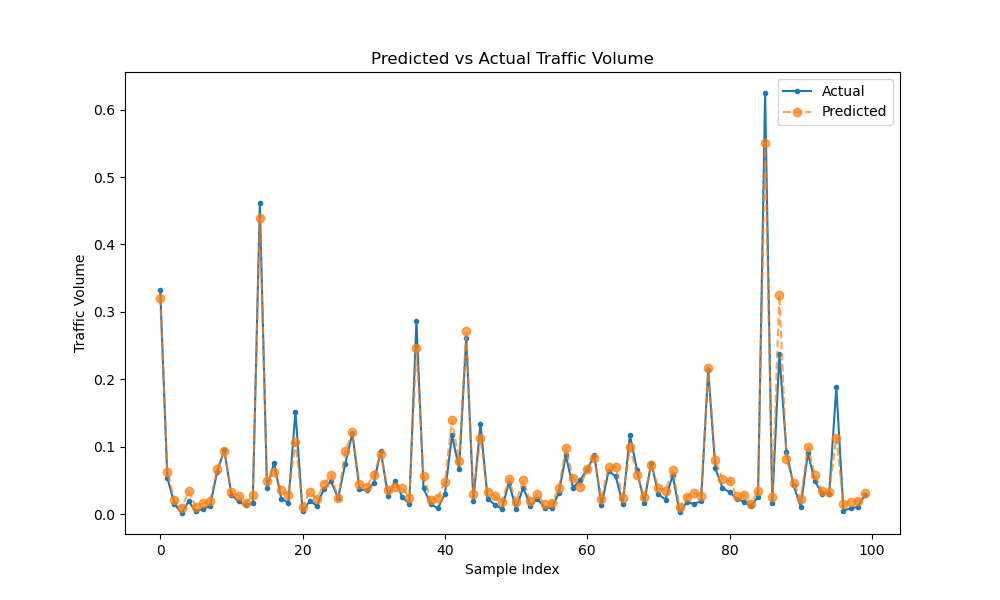 Predicted vs Actual Traffic Volume
Actual
Predicted
Traffic Volume
0.6
0.5
0.4
0.3
0.2
0.1
0.0
0 20 40 60 80 100
Sample Index